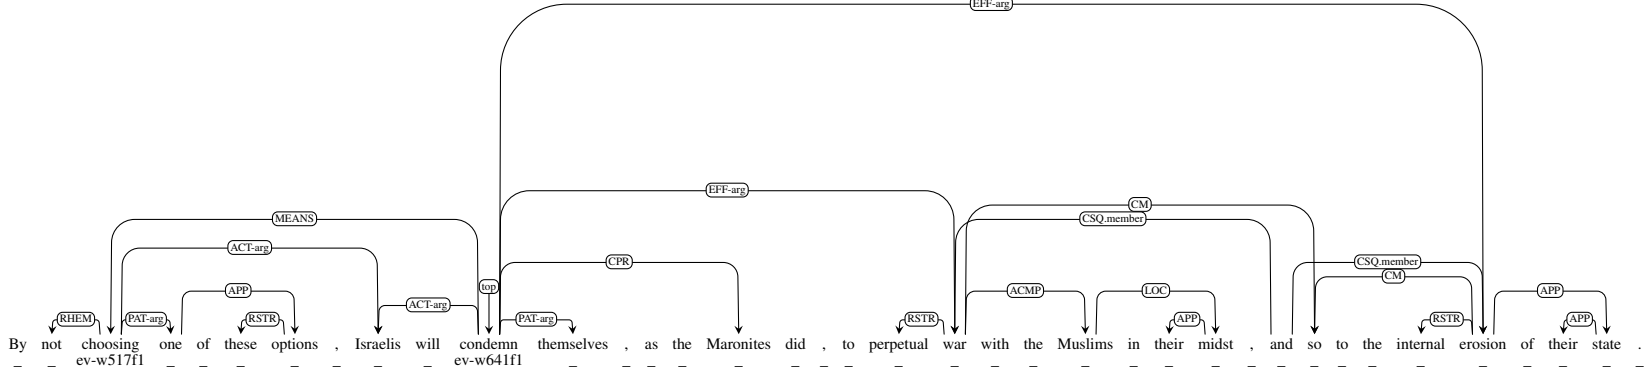 EFF-arg
EFF-arg
CM
MEANS CSQ.member
ACT-arg
CPR CSQ.member
CM
top
APP ACMP LOC APP
ACT-arg
RHEM PAT-arg RSTR PAT-arg RSTR APP RSTR APP
By not choosing one of these options , Israelis will condemn themselves , as the Maronites did , to perpetual war with the Muslims in their midst , and so to the internal erosion of their state .
_ _ ev-w517f1 _ _ _ _ _ _ _ ev-w641f1 _ _ _ _ _ _ _ _ _ _ _ _ _ _ _ _ _ _ _ _ _ _ _ _ _ _ _